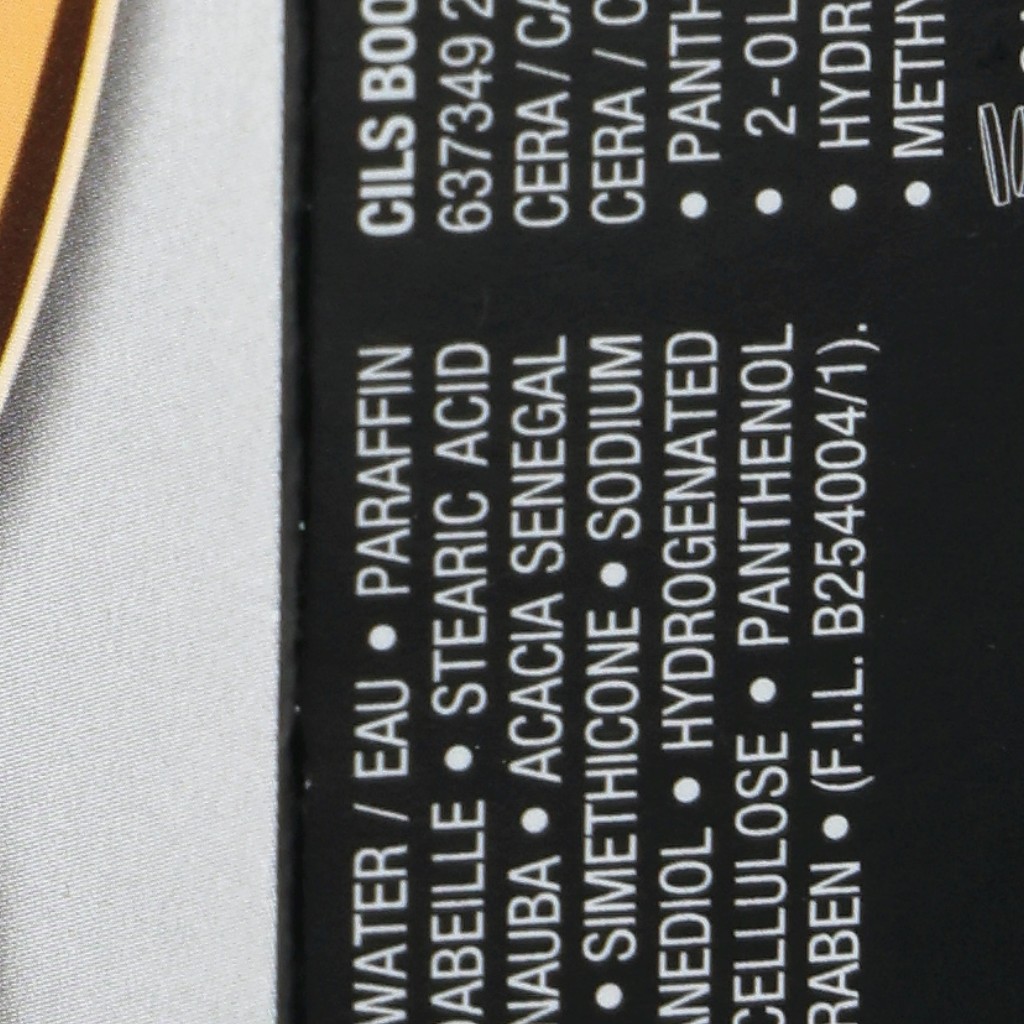 WATER / EAU • PARAFFIN
ABEILLE • STEARIC ACID
NAUBA • ACACIA SENEGAL
• SIMETHICONE • SODIUM
ANEDIOL • HYDROGENATED
CELLULOSE • PANTHENOL
RABEN • (F.I.L. B254004/1).
CILS BOO
637349 2
CERA / CA
CERA / C
• PANTH
• 2-OL
• HYDR
• METHY